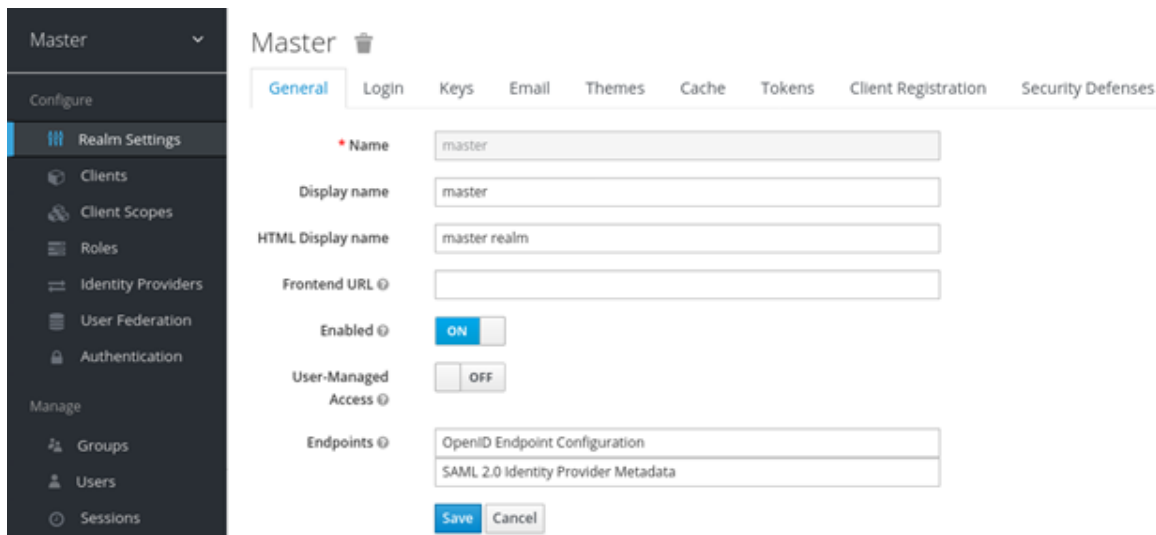 Master
Configure
Realm Settings
Clients
Client Scopes
Roles
Identity Providers
User Federation
Authentication
Manage
Groups
Users
Sessions
Master
General Login Keys Email Themes Cache Tokens Client Registration Security Defenses
* Name master
Display name master
HTML Display name master realm
Frontend URL
Enabled ON
User-Managed
Access OFF
Endpoints OpenID Endpoint Configuration
SAML 2.0 Identity Provider Metadata
Save Cancel